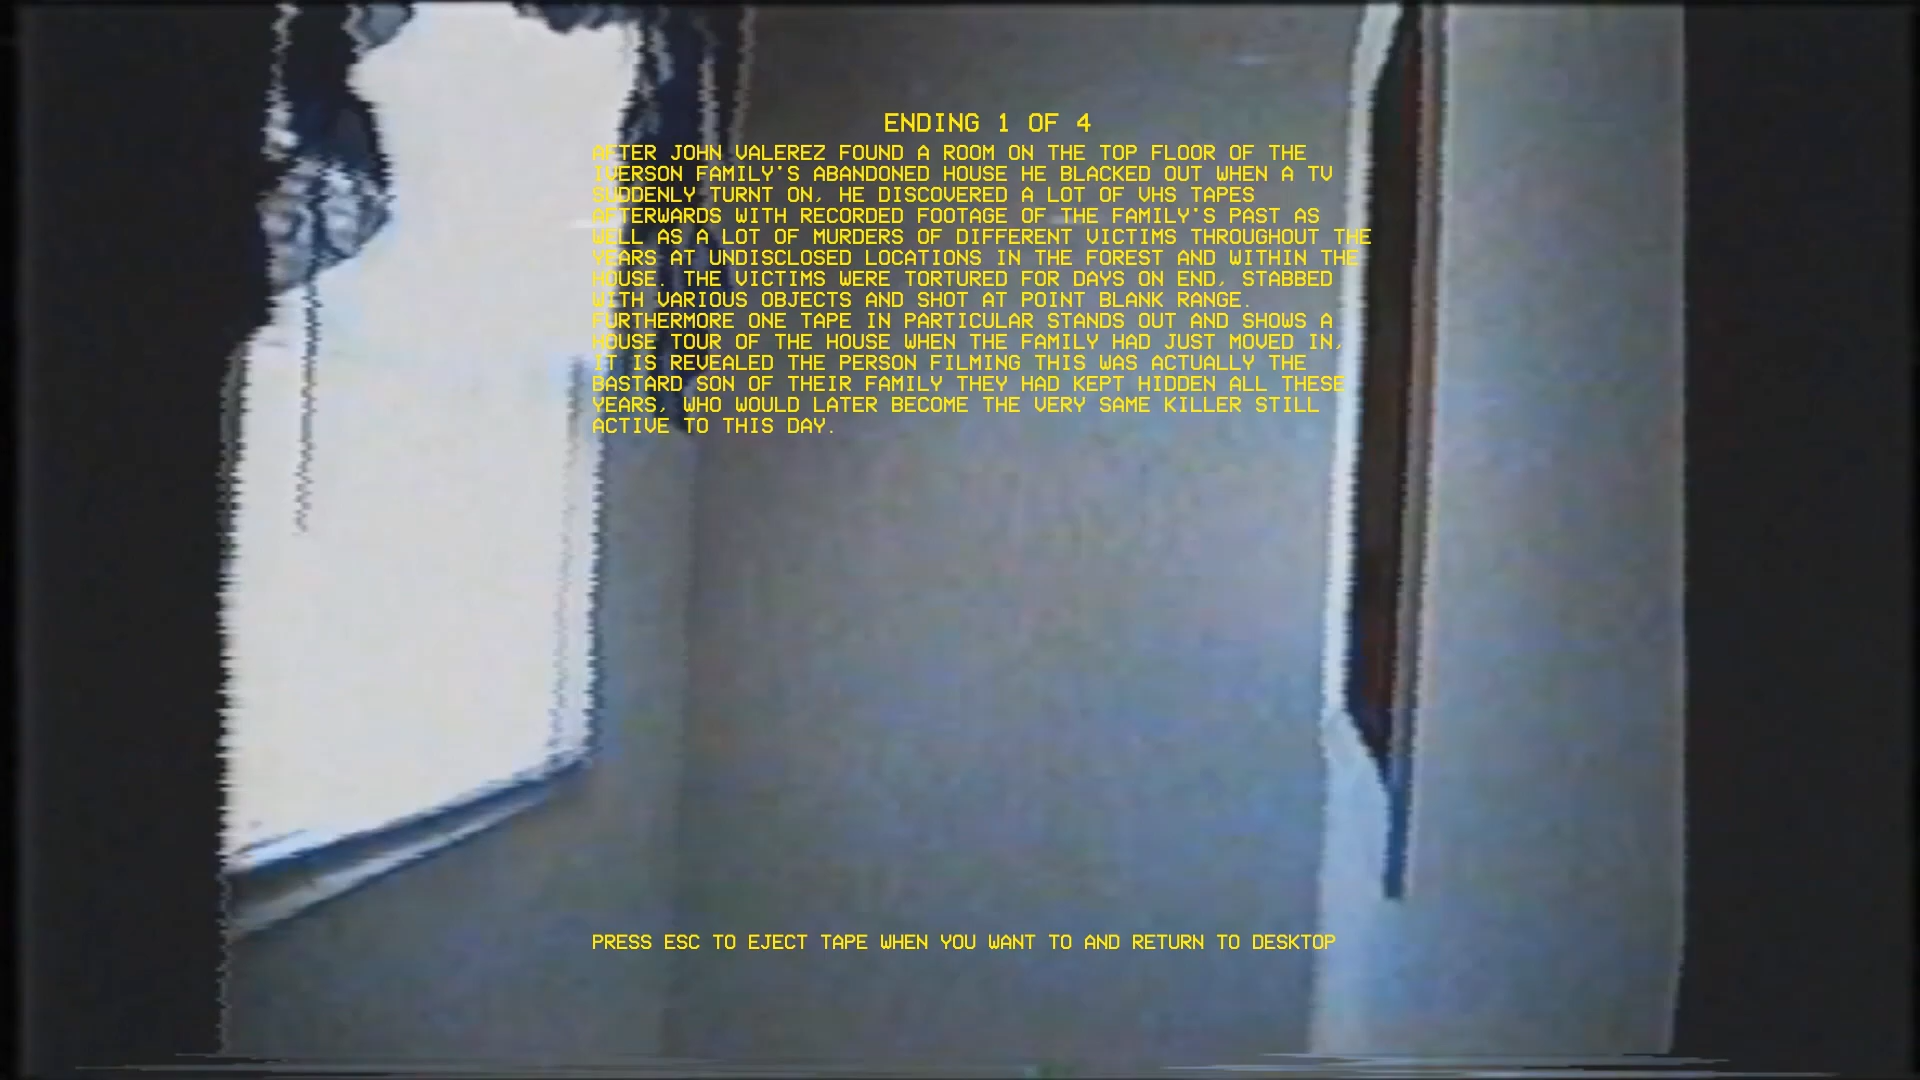 ENDING 1 OF 4
AFTER JOHN VALEREZ FOUND A ROOM ON THE TOP FLOOR OF THE
IVERSON FAMILY'S ABANDONED HOUSE HE BLACKED OUT WHEN A TV
SUDDENLY TURNT ON, HE DISCOVERED A LOT OF VHS TAPES
AFTERWARDS WITH RECORDED FOOTAGE OF THE FAMILY'S PAST AS
WELL AS A LOT OF MURDERS OF DIFFERENT VICTIMS THROUGHOUT THE
YEARS AT UNDISCLOSED LOCATIONS IN THE FOREST AND WITHIN THE
HOUSE. THE VICTIMS WERE TORTURED FOR DAYS ON END, STABBED
WITH VARIOUS OBJECTS AND SHOT AT POINT BLANK RANGE.
FURTHERMORE ONE TAPE IN PARTICULAR STANDS OUT AND SHOWS A
HOUSE TOUR OF THE HOUSE WHEN THE FAMILY HAD JUST MOVED IN,
IT IS REVEALED THE PERSON FILMING THIS WAS ACTUALLY THE
BASTARD SON OF THEIR FAMILY THEY HAD KEPT HIDDEN ALL THESE
YEARS, WHO WOULD LATER BECOME THE VERY SAME KILLER STILL
ACTIVE TO THIS DAY.
PRESS ESC TO EJECT TAPE WHEN YOU WANT TO AND RETURN TO DESKTOP